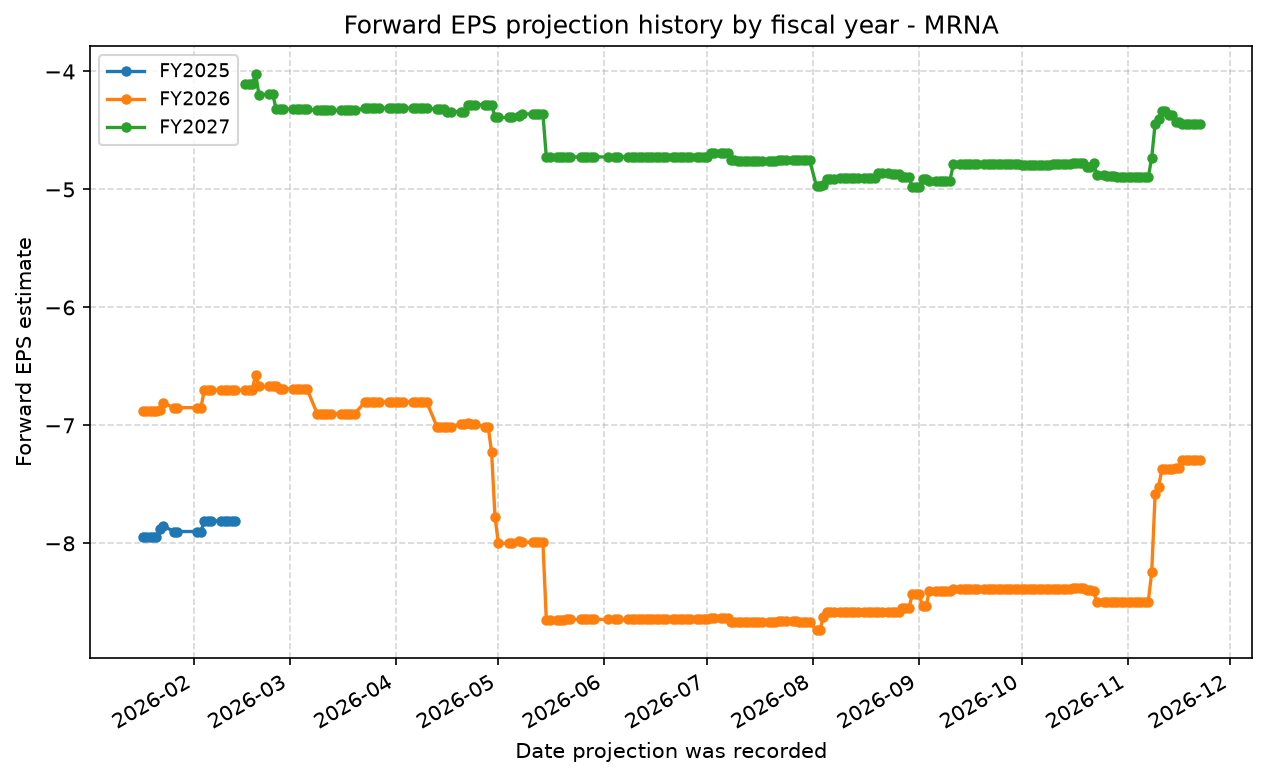 Forward EPS projection history by fiscal year - MRNA
FY2025
FY2026
FY2027
Forward EPS estimate
−4
−5
−6
−7
−8
2026-02
2026-03
2026-04
2026-05
2026-06
2026-07
2026-08
2026-09
2026-10
2026-11
2026-12
Date projection was recorded